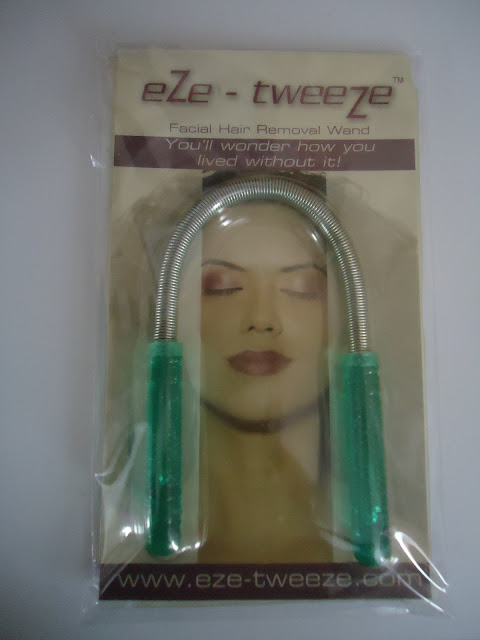 eZe - tweeZe™
Facial Hair Removal Wand
You'll wonder how you
lived without it!
www.eze-tweeze.com